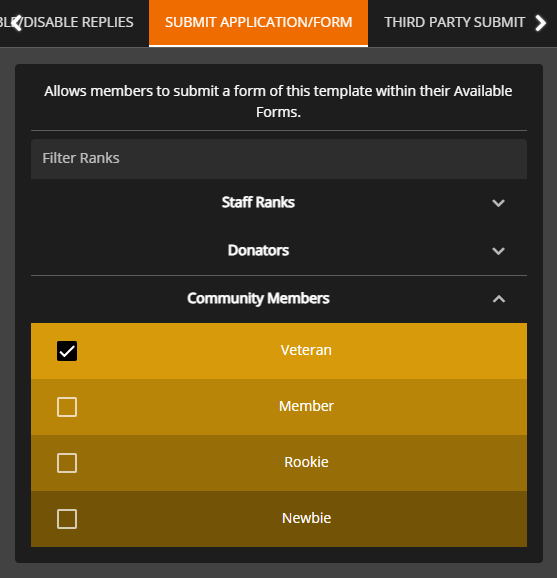 DISABLE REPLIES SUBMIT APPLICATION/FORM THIRD PARTY SUBMIT
Allows members to submit a form of this template within their Available
Forms.
Filter Ranks
Staff Ranks
Donators
Community Members
Veteran
Member
Rookie
Newbie